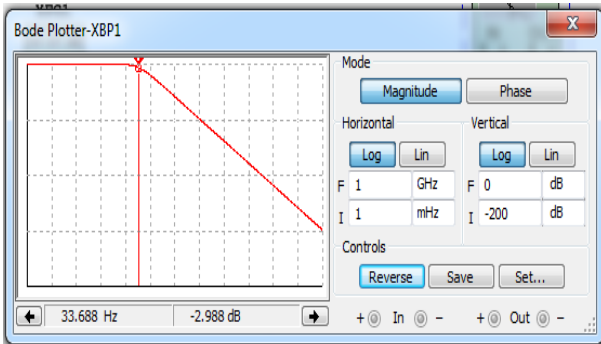 Bode Plotter-XBP1
x
Mode
Magnitude Phase
Horizontal Vertical
Log Lin Log Lin
F 1 GHz F 0 dB
I 1 mHz I -200 dB
Controls
Reverse Save Set...
33.688 Hz -2.988 dB + In - + Out -